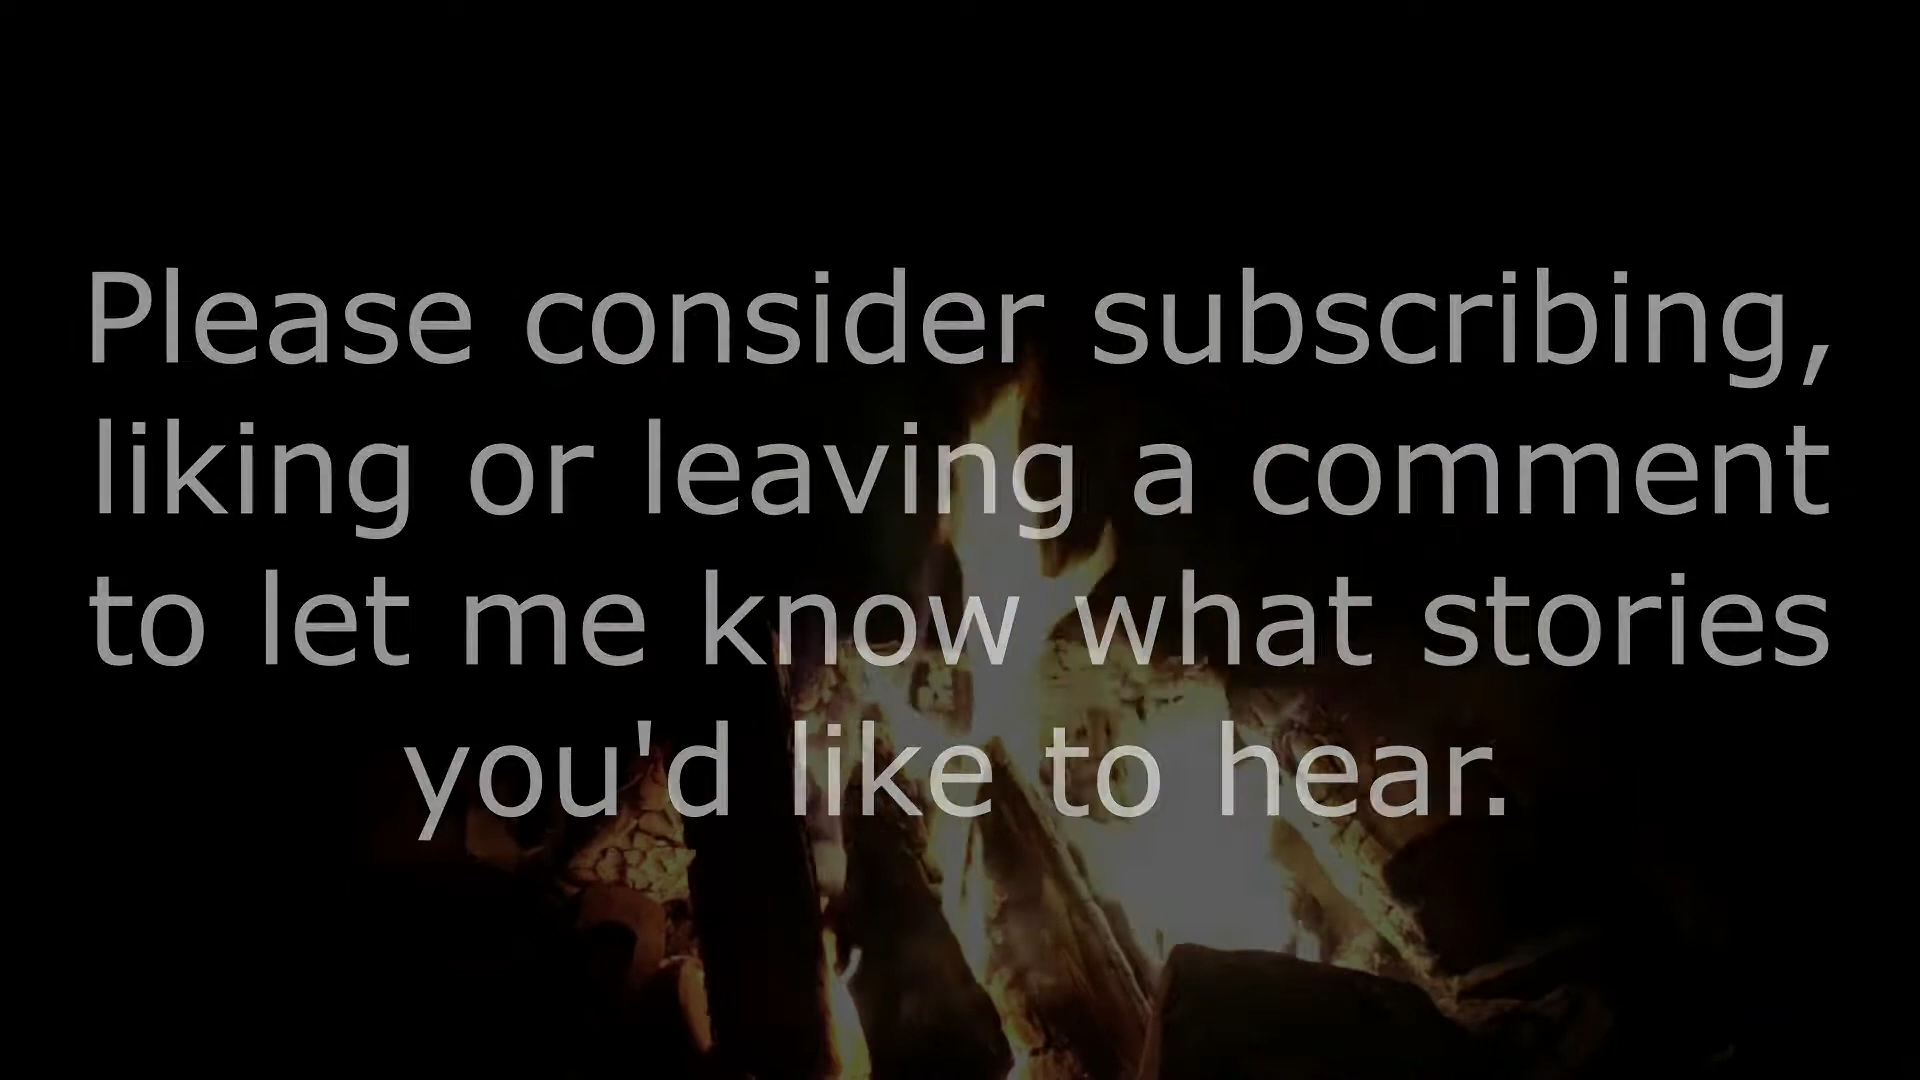 Please consider subscribing,
liking or leaving a comment
to let me know what stories
you'd like to hear.